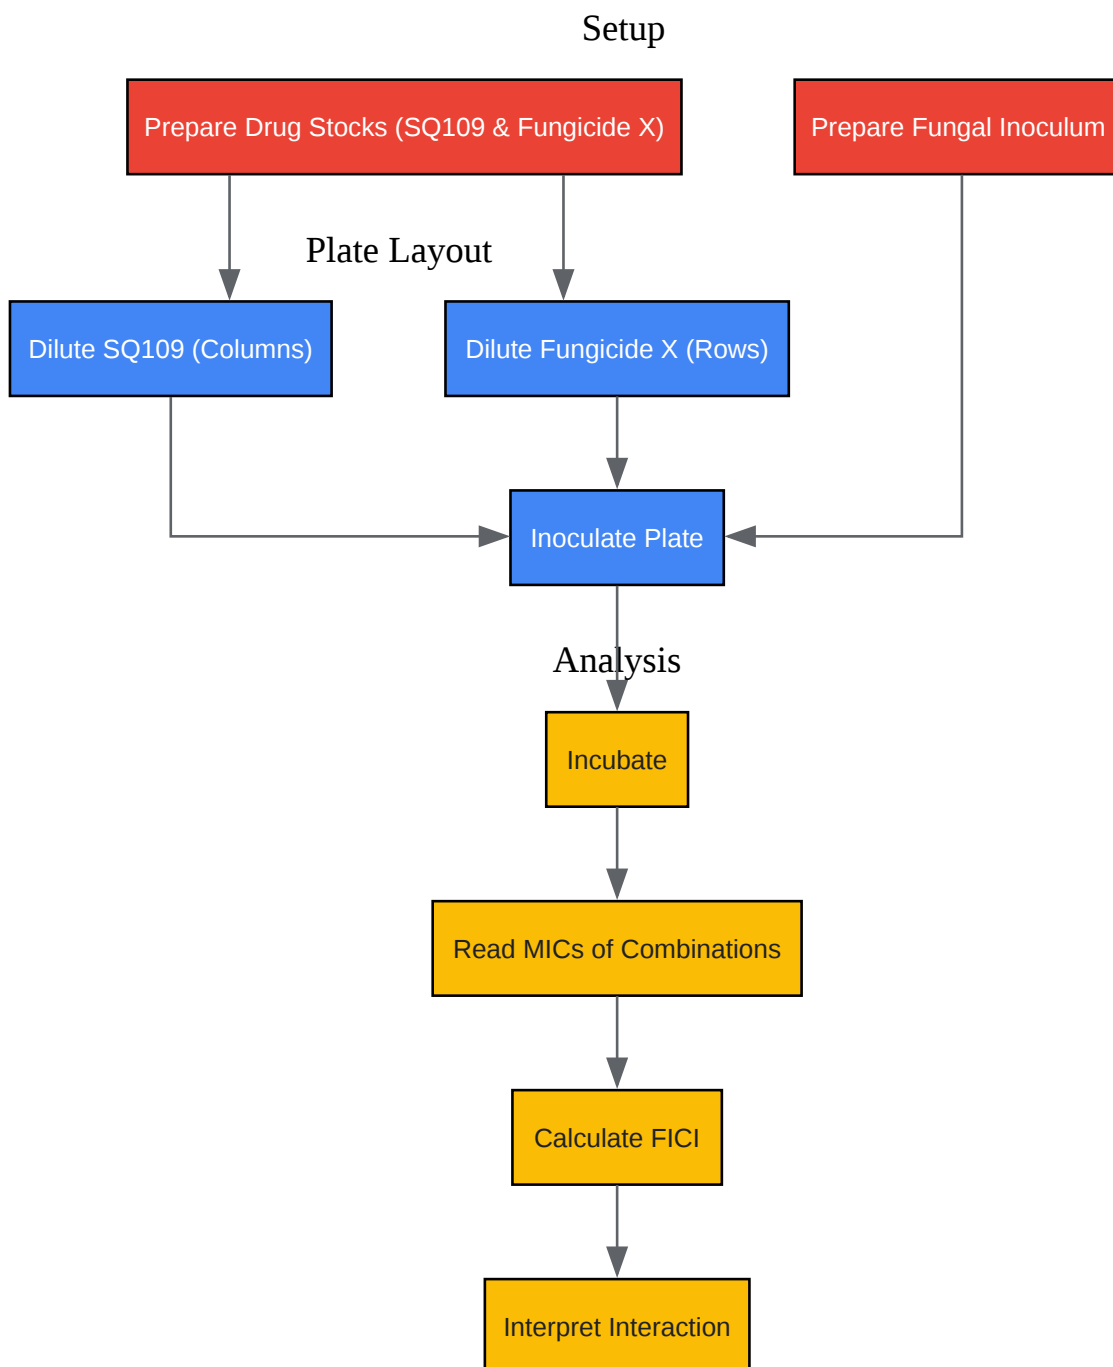 Setup
Prepare Drug Stocks (SQ109 & Fungicide X)
Prepare Fungal Inoculum
Plate Layout
Dilute SQ109 (Columns)
Dilute Fungicide X (Rows)
Inoculate Plate
Analysis
Incubate
Read MICs of Combinations
Calculate FICI
Interpret Interaction